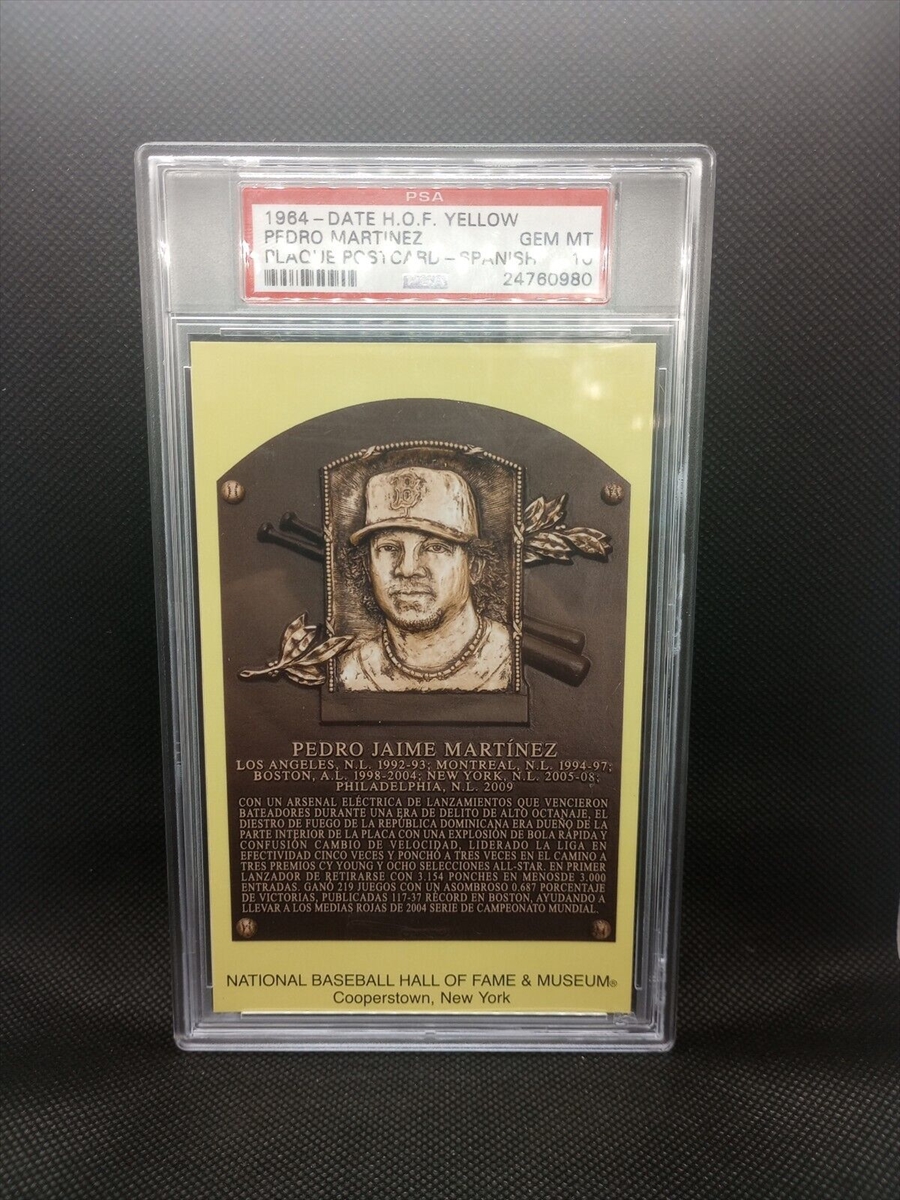 PSA
1964-DATE H.O.F. YELLOW
PEDRO MARTINEZ GEM MT
PLAQUE POSTCARD-SPANISH 10
24760980
B
PEDRO JAIME MARTÍNEZ
LOS ANGELES, N.L. 1992-93; MONTREAL, N.L. 1994-97;
BOSTON, A.L. 1998-2004; NEW YORK, N.L. 2005-08;
PHILADELPHIA, N.L. 2009
CON UN ARSENAL ELÉCTRICA DE LANZAMIENTOS QUE VENCIERON
BATEADORES DURANTE UNA ERA DE DELITO DE ALTO OCTANAJE, EL
DIESTRO DE FUEGO DE LA REPÚBLICA DOMINICANA ERA DUEÑO DE LA
PARTE INTERIOR DE LA PLACA CON UNA EXPLOSIÓN DE BOLA RÁPIDA Y
CONFUSIÓN CAMBIO DE VELOCIDAD, LIDERADO LA LIGA EN
EFECTIVIDAD CINCO VECES Y PONCHÓ A TRES VECES EN EL CAMINO A
TRES PREMIOS CY YOUNG Y OCHO SELECCIONES ALL-STAR. EN PRIMER
LANZADOR DE RETIRARSE CON 3.154 PONCHES EN MENOSDE 3.000
ENTRADAS. GANÓ 219 JUEGOS CON UN ASOMBROSO 0.687 PORCENTAJE
DE VICTORIAS, PUBLICADAS 117-37 RÉCORD EN BOSTON, AYUDANDO A
LLEVAR A LOS MEDIAS ROJAS DE 2004 SERIE DE CAMPEONATO MUNDIAL.
NATIONAL BASEBALL HALL OF FAME & MUSEUM®
Cooperstown, New York